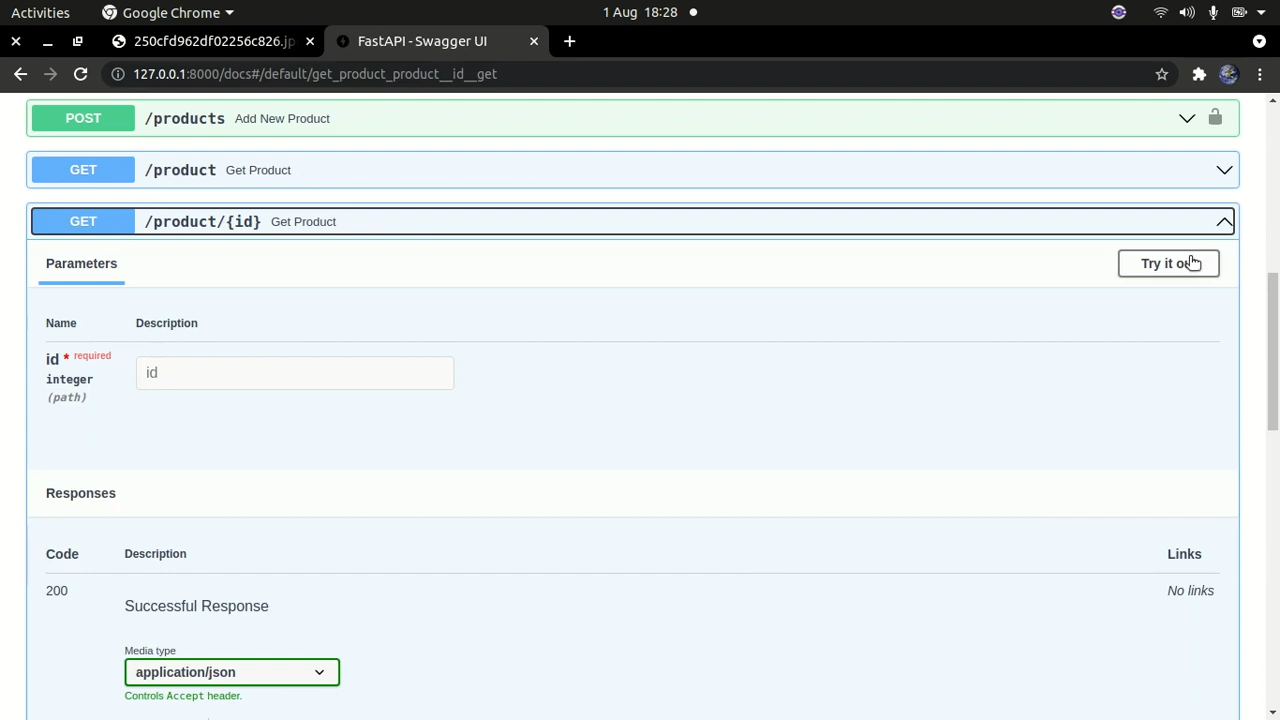 Activities Google Chrome 1 Aug 18:28
250cfd962df02256c826.jp FastAPI - Swagger UI
127.0.0.1:8000/docs#/default/get_product_product__id__get
POST /products Add New Product
GET /product Get Product
GET /product/{id} Get Product
Parameters Try it o
Name Description
id * required
integer
(path)
id
Responses
Code Description Links
200 Successful Response No links
Media type
application/json
Controls Accept header.